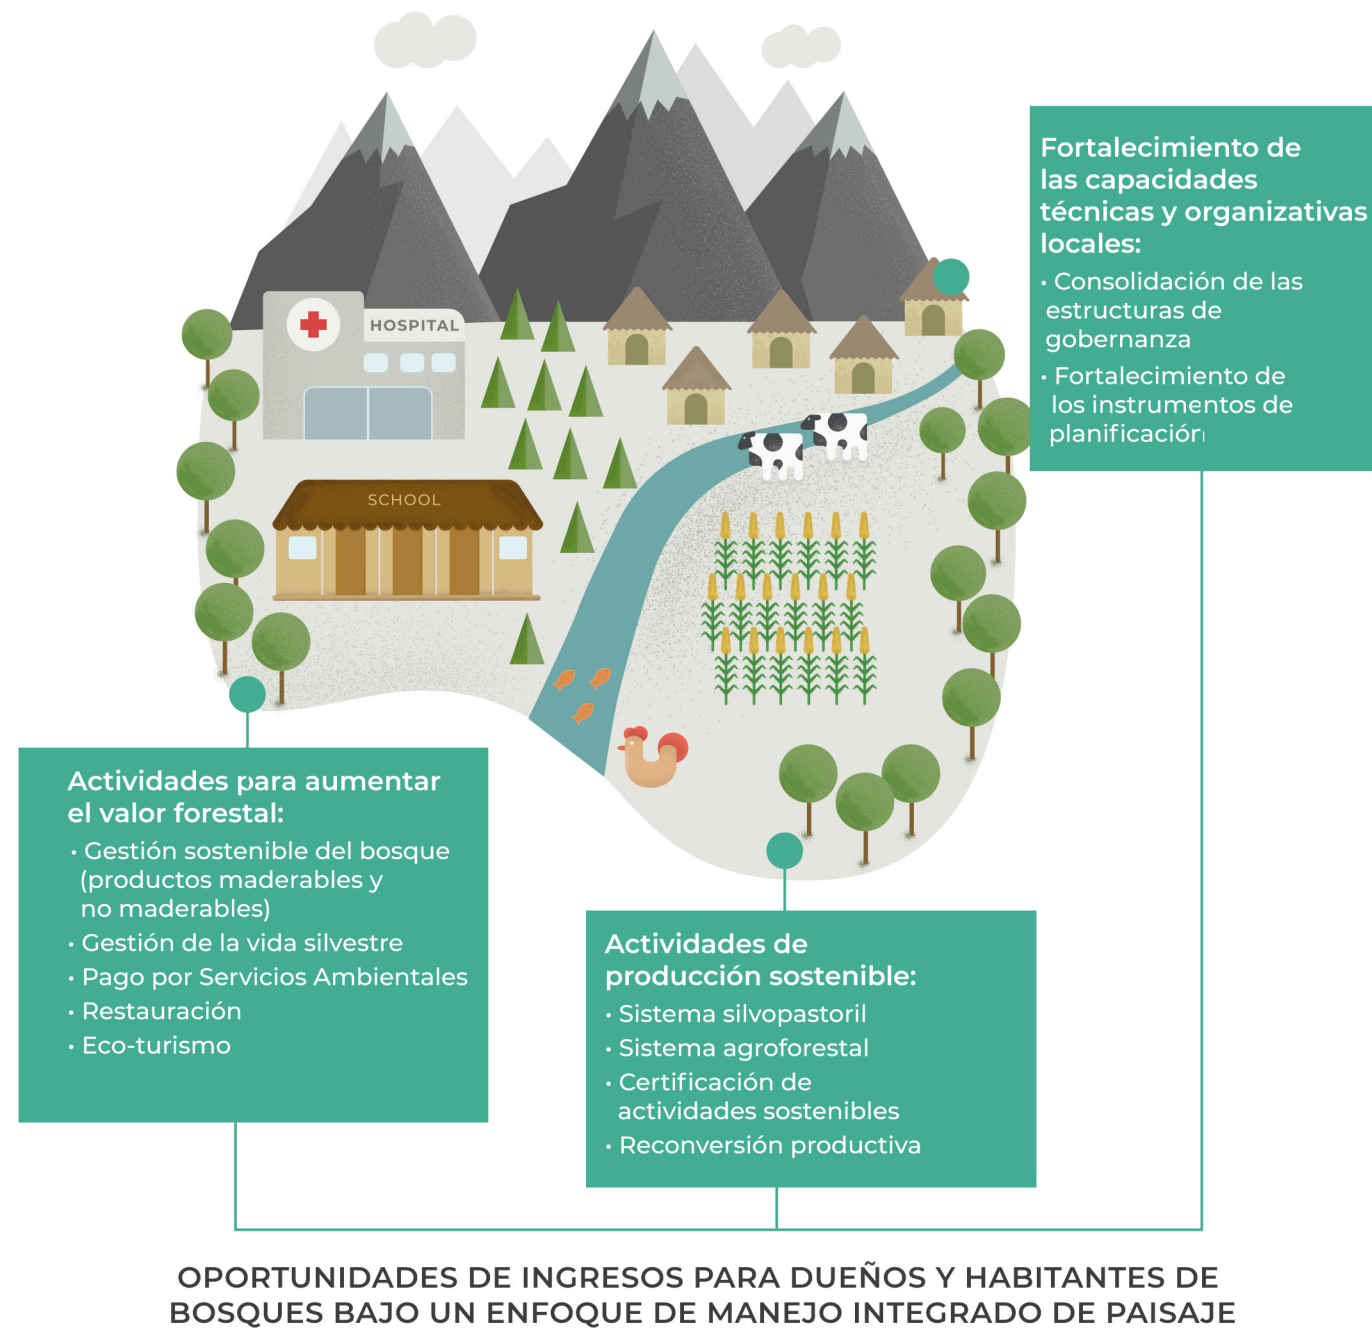 HOSPITAL
SCHOOL
Fortalecimiento de
las capacidades
técnicas y organizativas
locales:
· Consolidación de las
estructuras de
gobernanza
· Fortalecimiento de
los instrumentos de
planificación
Actividades para aumentar
el valor forestal:
· Gestión sostenible del bosque
(productos maderables y
no maderables)
· Gestión de la vida silvestre
· Pago por Servicios Ambientales
· Restauración
· Eco-turismo
Actividades de
producción sostenible:
· Sistema silvopastoril
· Sistema agroforestal
· Certificación de
actividades sostenibles
· Reconversión productiva
OPORTUNIDADES DE INGRESOS PARA DUEÑOS Y HABITANTES DE
BOSQUES BAJO UN ENFOQUE DE MANEJO INTEGRADO DE PAISAJE